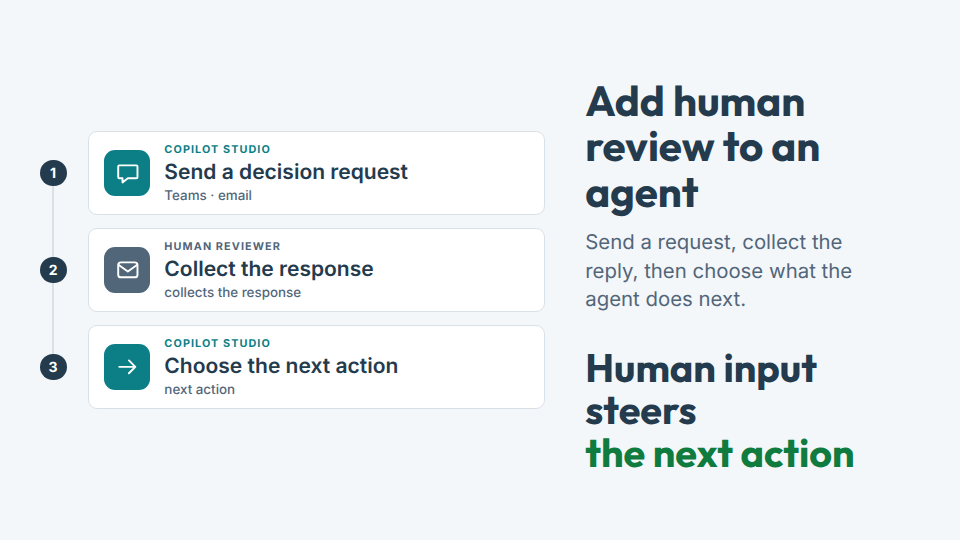 1
COPILOT STUDIO
Send a decision request
Teams · email
2
HUMAN REVIEWER
Collect the response
collects the response
3
COPILOT STUDIO
Choose the next action
next action
Add human
review to an
agent
Send a request, collect the
reply, then choose what the
agent does next.
Human input
steers
the next action